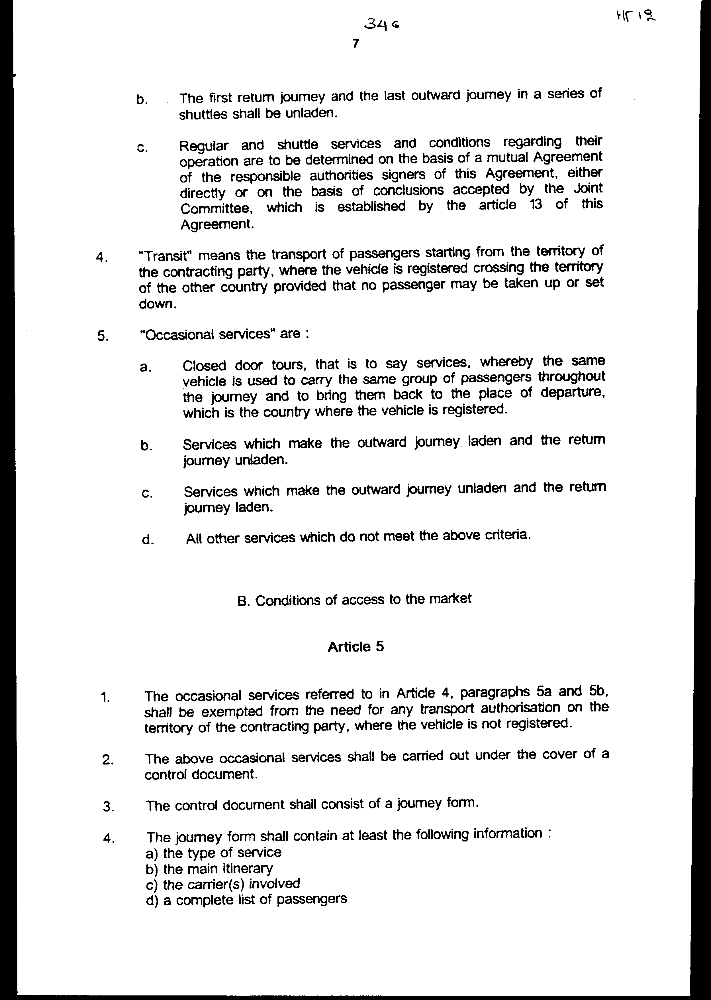 346
7
b. The first return journey and the last outward journey in a series of
shuttles shall be unladen.
c. Regular and shuttle services and conditions regarding their
operation are to be determined on the basis of a mutual Agreement
of the responsible authorities signers of this Agreement, either
directly or on the basis of conclusions accepted by the Joint
Committee, which is established by the article 13 of this
Agreement.
4. "Transit" means the transport of passengers starting from the territory of
the contracting party, where the vehicle is registered crossing the territory
of the other country provided that no passenger may be taken up or set
down.
5. "Occasional services" are :
a. Closed door tours, that is to say services, whereby the same
vehicle is used to carry the same group of passengers throughout
the journey and to bring them back to the place of departure,
which is the country where the vehicle is registered.
b. Services which make the outward journey laden and the return
journey unladen.
c. Services which make the outward journey unladen and the return
journey laden.
d. All other services which do not meet the above criteria.
B. Conditions of access to the market
Article 5
1. The occasional services referred to in Article 4, paragraphs 5a and 5b,
shall be exempted from the need for any transport authorisation on the
territory of the contracting party, where the vehicle is not registered.
2. The above occasional services shall be carried out under the cover of a
control document.
3. The control document shall consist of a journey form.
4. The journey form shall contain at least the following information :
a) the type of service
b) the main itinerary
c) the carrier(s) involved
d) a complete list of passengers